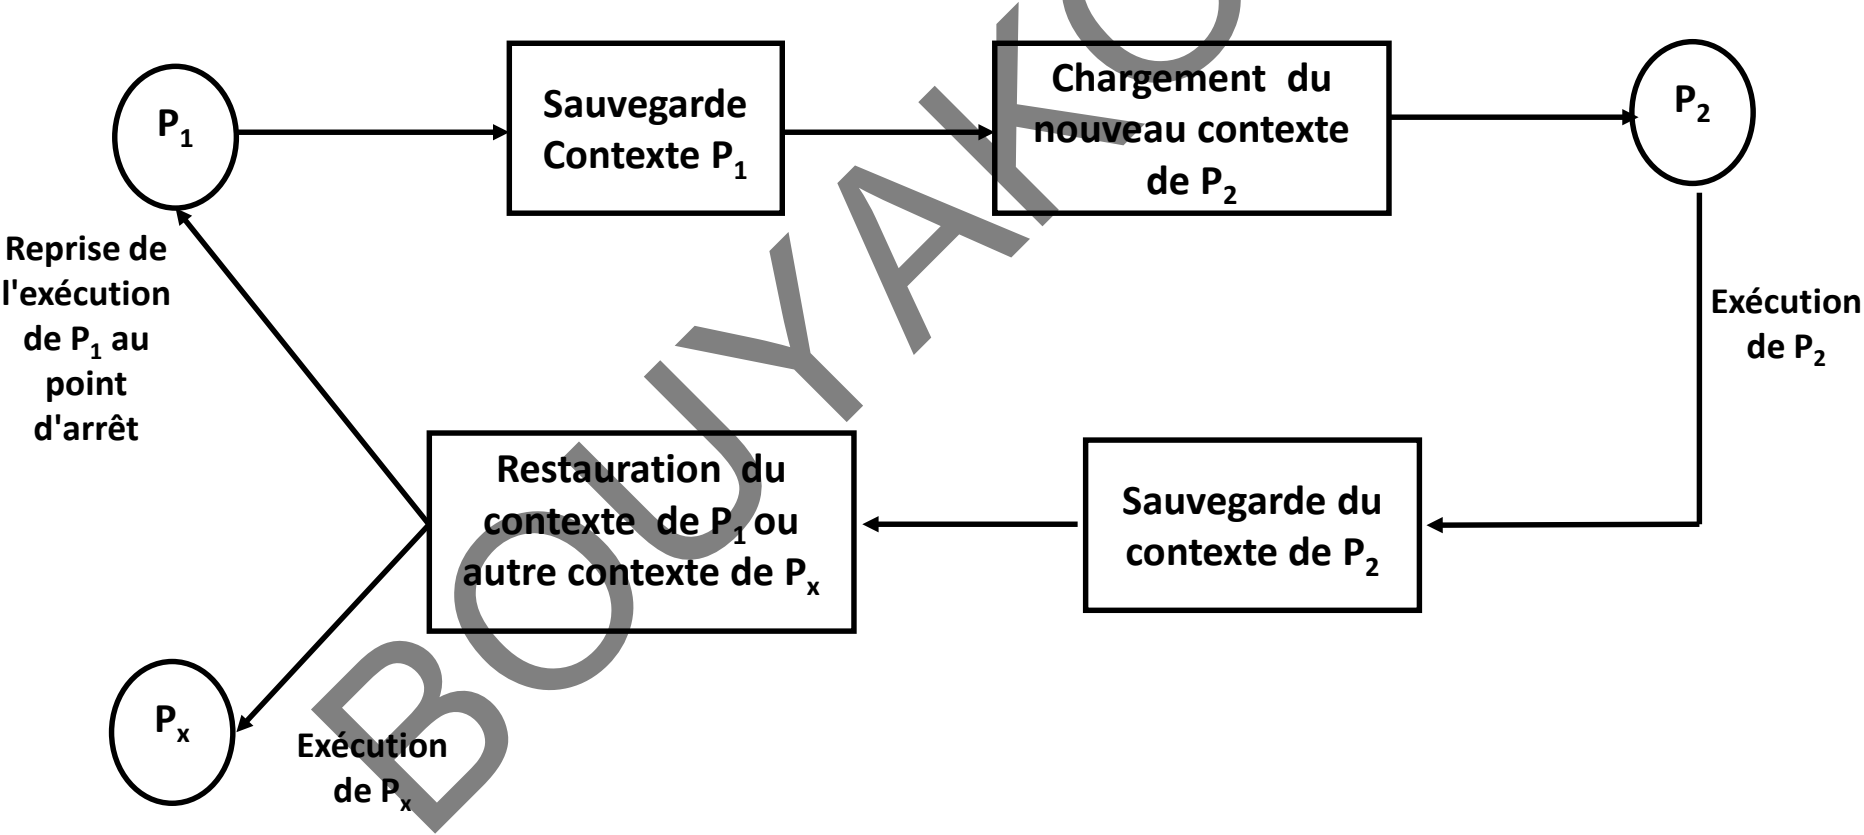 P1
Sauvegarde
Contexte P1
Chargement du
nouveau contexte
de P2
P2
Reprise de
l'exécution
de P1 au
point
d'arrêt
Exécution
de P2
Restauration du
contexte de P1 ou
autre contexte de Px
Sauvegarde du
contexte de P2
Px
Exécution
de Px
BOUYAKO